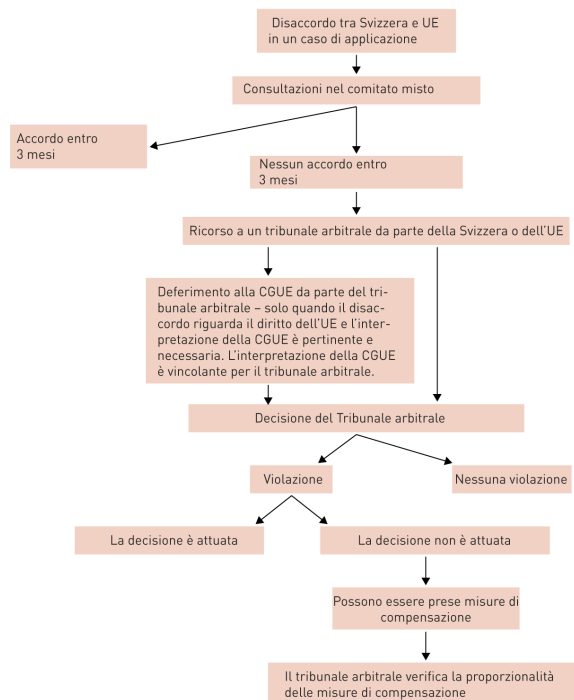 Disaccordo tra Svizzera e UE
in un caso di applicazione
Consultazioni nel comitato misto
Accordo entro
3 mesi
Nessun accordo entro
3 mesi
Ricorso a un tribunale arbitrale da parte della Svizzera o dell'UE
Deferimento alla CGUE da parte del tri-
bunale arbitrale – solo quando il disac-
cordo riguarda il diritto dell'UE e l'inter-
pretazione della CGUE è pertinente e
necessaria. L'interpretazione della CGUE
è vincolante per il tribunale arbitrale.
Decisione del Tribunale arbitrale
Violazione
Nessuna violazione
La decisione è attuata
La decisione non è attuata
Possono essere prese misure di
compensazione
Il tribunale arbitrale verifica la proporzionalità
delle misure di compensazione